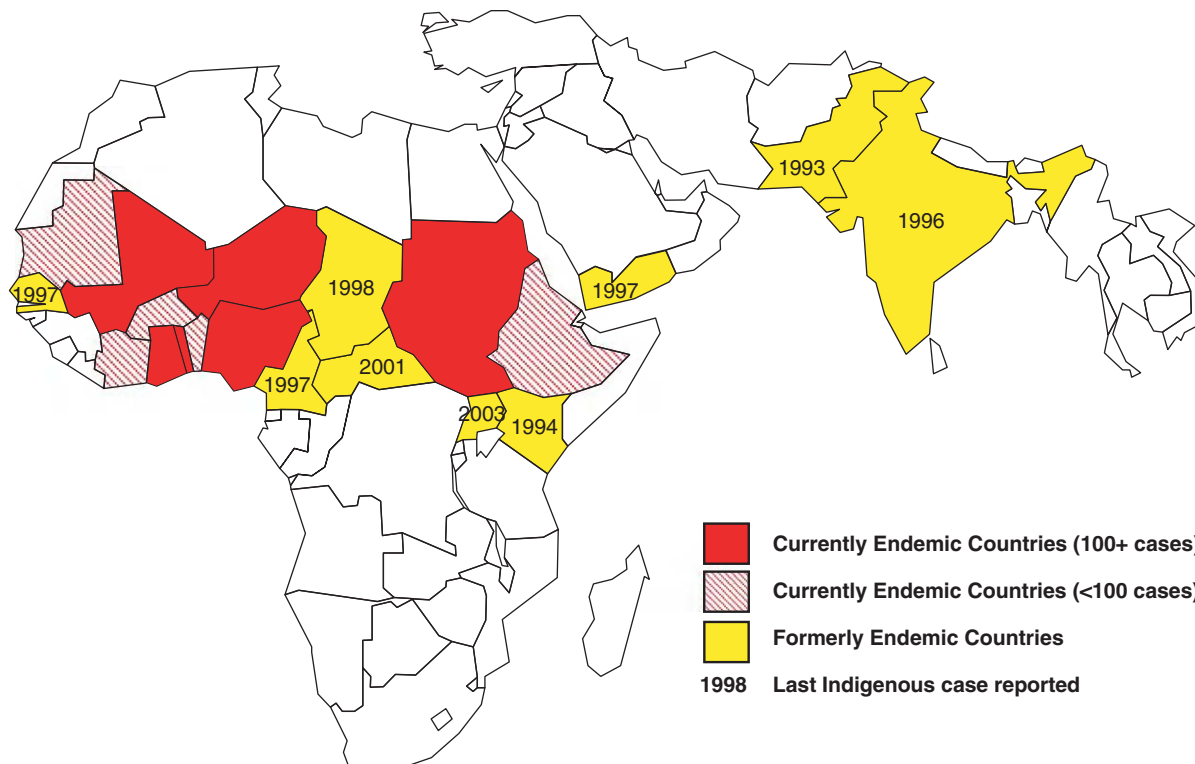 1993
1996
1997
1998
1997
2001
1997
2003
1994
Currently Endemic Countries (100+ cases)
Currently Endemic Countries (<100 cases)
Formerly Endemic Countries
1998 Last Indigenous case reported